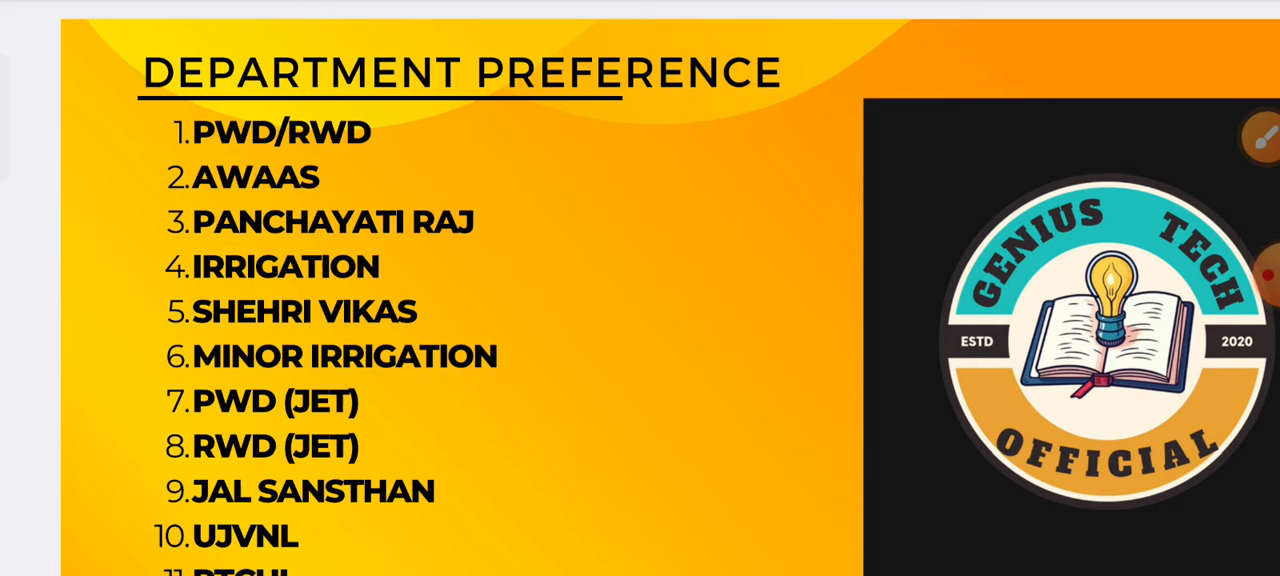 DEPARTMENT PREFERENCE
1. PWD/RWD
2. AWAAS
3. PANCHAYATI RAJ
4. IRRIGATION
5. SHEHRI VIKAS
6. MINOR IRRIGATION
7. PWD (JET)
8. RWD (JET)
9. JAL SANSTHAN
10. UJVNL
11.
GENIUS TECH
ESTD 2020
OFFICIAL